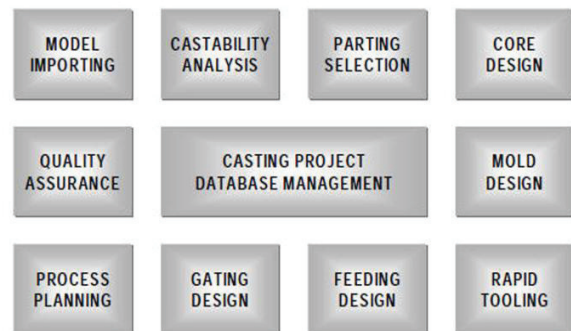 MODEL
IMPORTING
CASTABILITY
ANALYSIS
PARTING
SELECTION
CORE
DESIGN
QUALITY
ASSURANCE
CASTING PROJECT
DATABASE MANAGEMENT
MOLD
DESIGN
PROCESS
PLANNING
GATING
DESIGN
FEEDING
DESIGN
RAPID
TOOLING